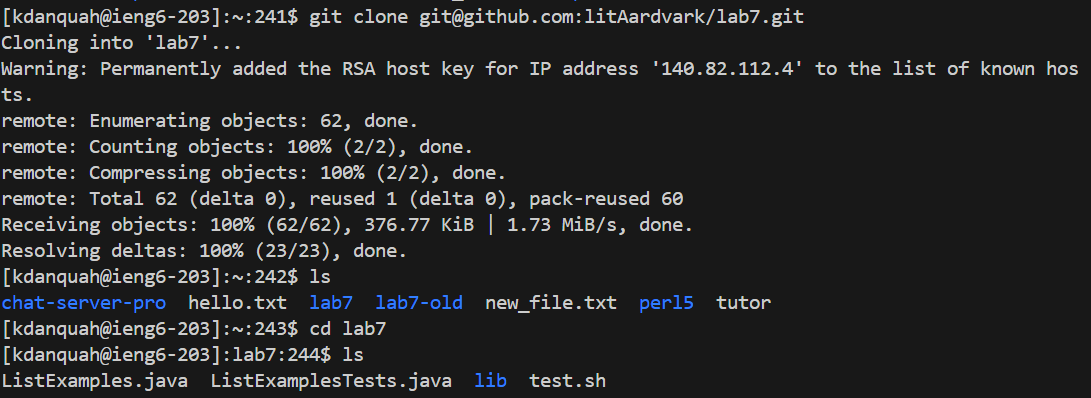 [kdanquah@ieng6-203]:~:241$ git clone git@github.com:litAardvark/lab7.git
Cloning into 'lab7'...
Warning: Permanently added the RSA host key for IP address '140.82.112.4' to the list of known hos
ts.
remote: Enumerating objects: 62, done.
remote: Counting objects: 100% (2/2), done.
remote: Compressing objects: 100% (2/2), done.
remote: Total 62 (delta 0), reused 1 (delta 0), pack-reused 60
Receiving objects: 100% (62/62), 376.77 KiB | 1.73 MiB/s, done.
Resolving deltas: 100% (23/23), done.
[kdanquah@ieng6-203]:~:242$ ls
chat-server-pro  hello.txt  lab7  lab7-old  new_file.txt  perl5  tutor
[kdanquah@ieng6-203]:~:243$ cd lab7
[kdanquah@ieng6-203]:lab7:244$ ls
ListExamples.java  ListExamplesTests.java  lib  test.sh